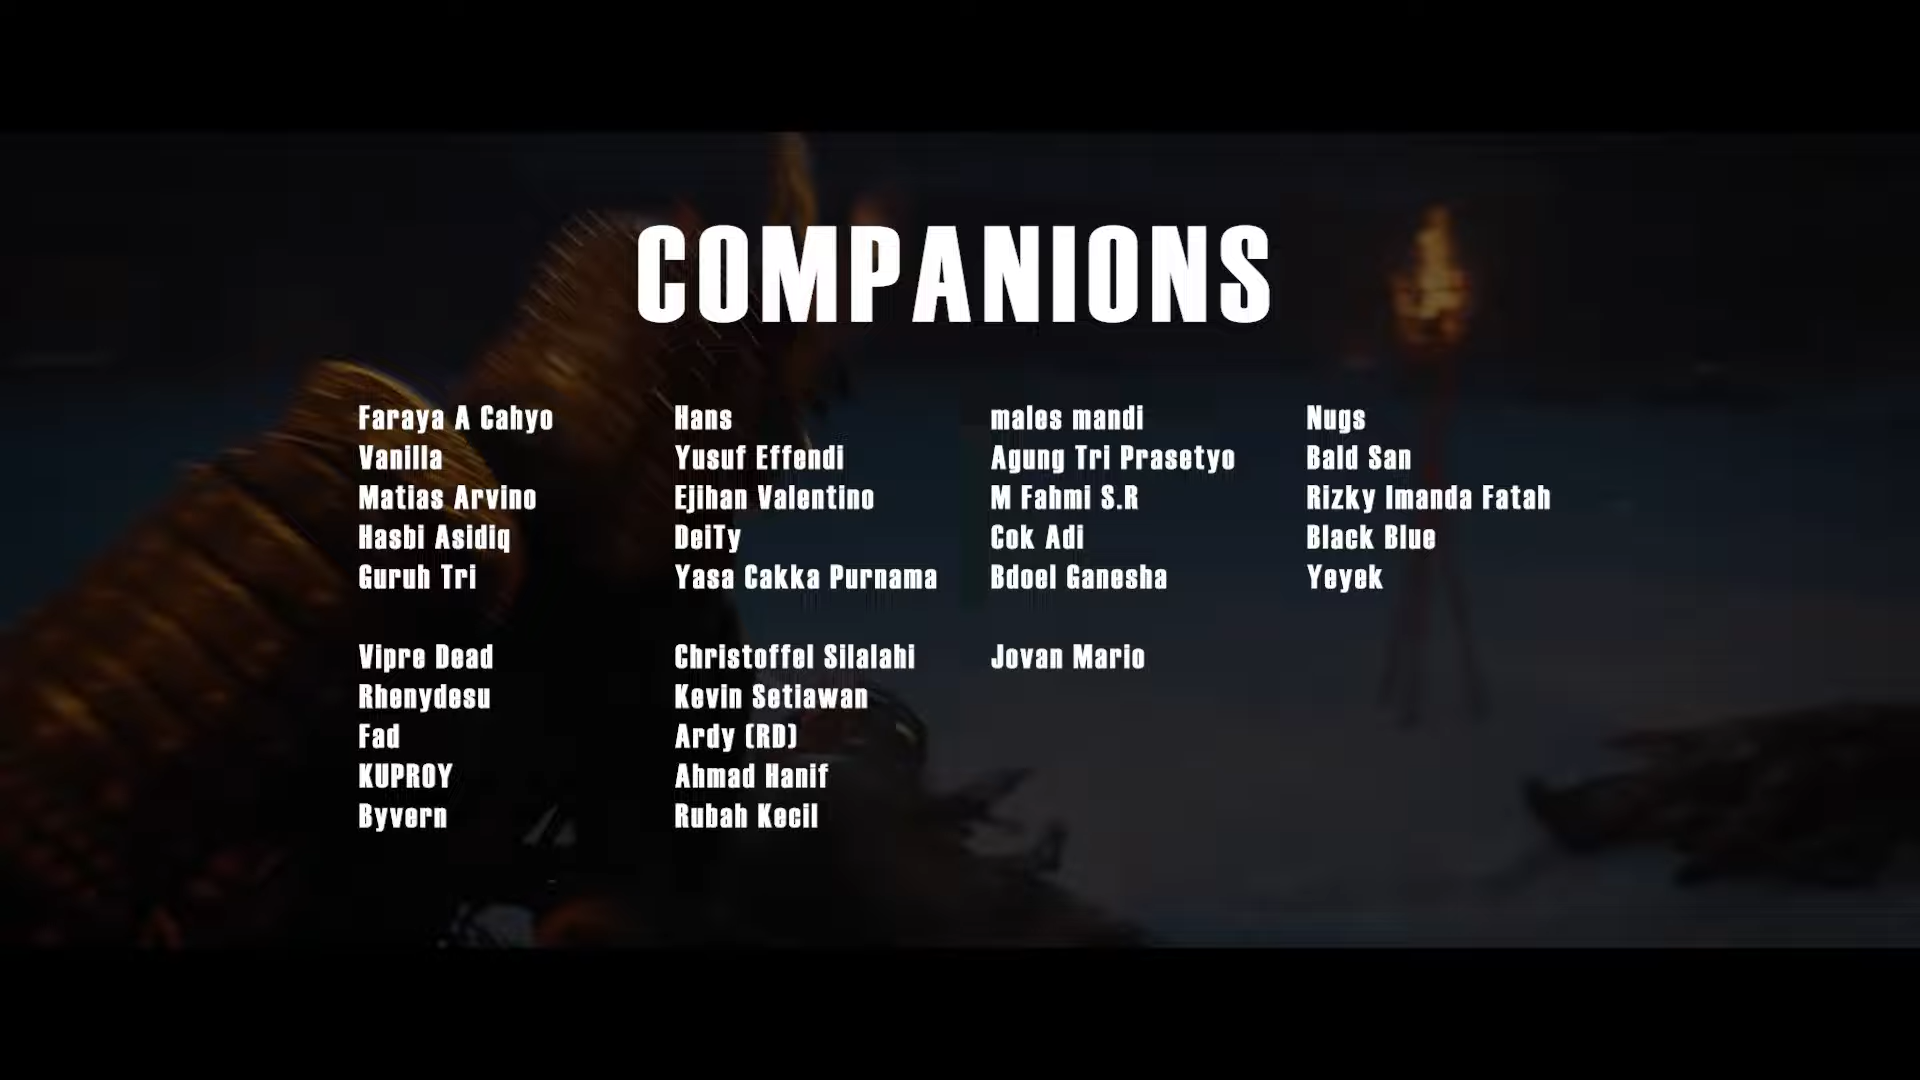 COMPANIONS
Faraya A Cahyo
Vanilla
Matias Arvino
Hasbi Asidiq
Guruh Tri
Hans
Yusuf Effendi
Ejihan Valentino
DeiTy
Yasa Cakka Purnama
males mandi
Agung Tri Prasetyo
M Fahmi S.R
Cok Adi
Bdoel Ganesha
Nugs
Bald San
Rizky Imanda Fatah
Black Blue
Yeyek
Vipre Dead
Rhenydesu
Fad
KUPROY
Byvern
Christoffel Silalahi
Kevin Setiawan
Ardy (RD)
Ahmad Hanif
Rubah Kecil
Jovan Mario